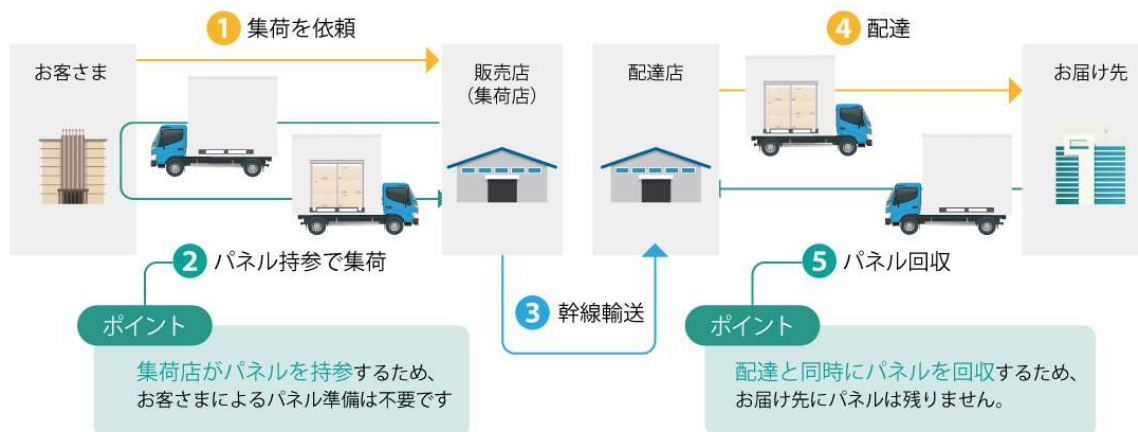 1 集荷を依頼
お客さま
販売店
（集荷店）
2 パネル持参で集荷
ポイント
集荷店がパネルを持参するため、
お客さまによるパネル準備は不要です
3 幹線輸送
4 配達
配達店
お届け先
5 パネル回収
ポイント
配達と同時にパネルを回収するため、
お届け先にパネルは残りません。